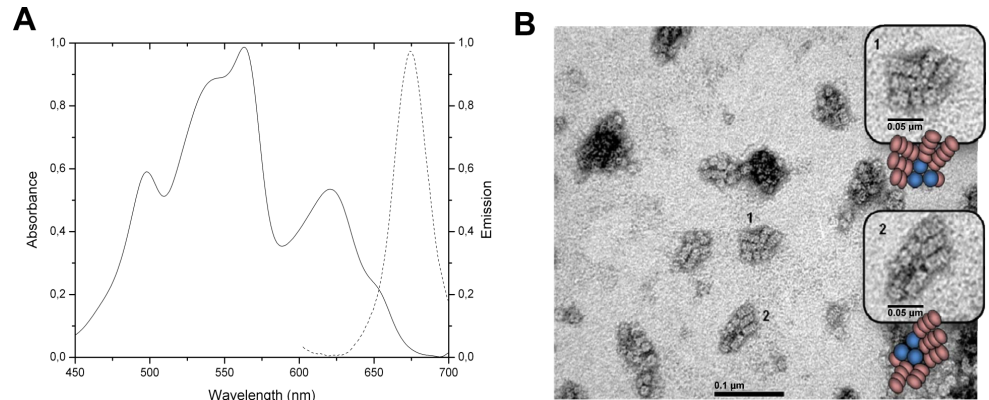 A
Absorbance
1,0
0,8
0,6
0,4
0,2
0,0
450 500 550 600 650 700
Wavelength (nm)
1,0
0,8
0,6
0,4
0,2
0,0
Emission
B
1
2
0.1 µm
1
0.05 µm
2
0.05 µm